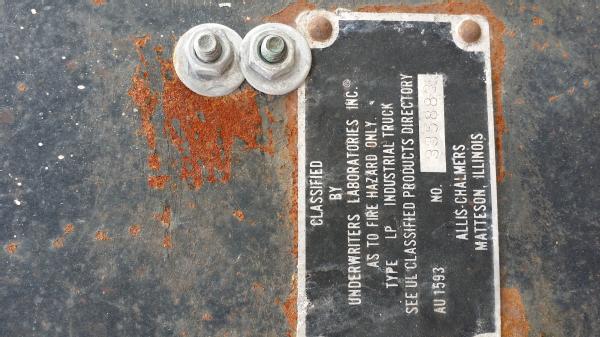 CLASSIFIED
BY
UNDERWRITERS LABORATORIES INC.®
AS TO FIRE HAZARD ONLY.
TYPE LP INDUSTRIAL TRUCK
SEE UL CLASSIFIED PRODUCTS DIRECTORY
AU 1593 NO.
ALLIS-CHALMERS
MATTESON, ILLINOIS